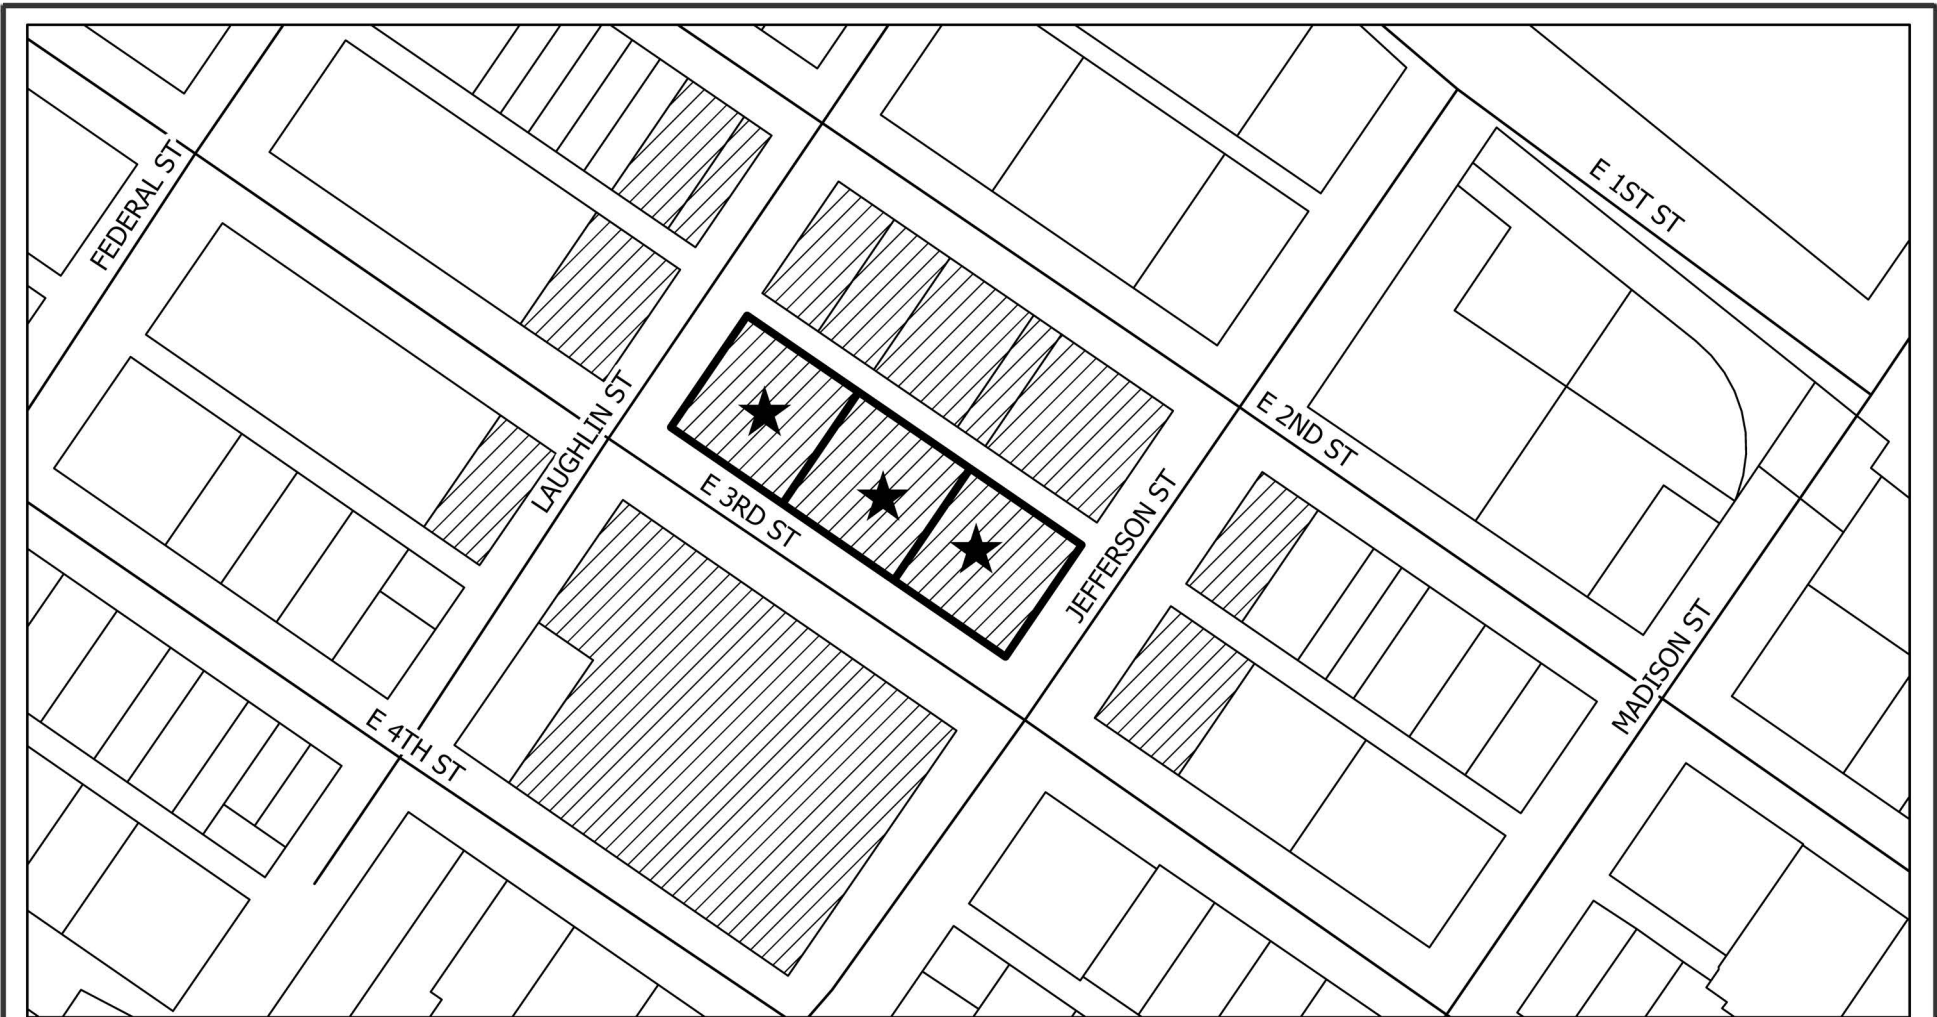 E 1ST ST
FEDERAL ST
E 2ND ST
LAUGHLIN ST
E 3RD ST
JEFFERSON ST
MADISON ST
E 4TH ST